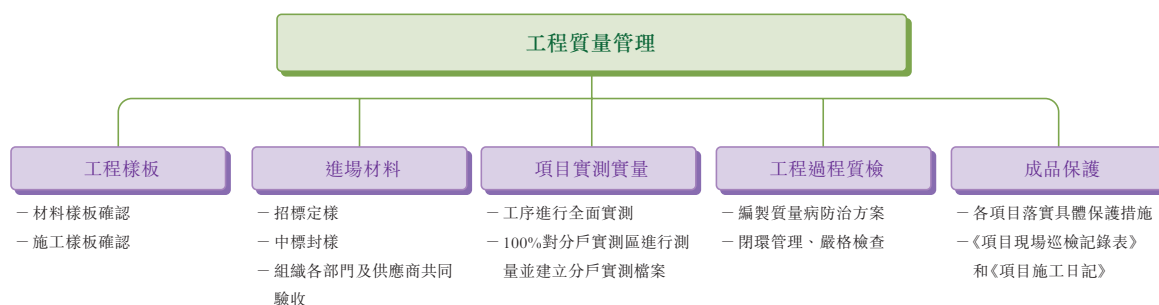 工程質量管理
工程樣板
－材料樣板確認
－施工樣板確認
進場材料
－招標定樣
－中標封樣
－組織各部門及供應商共同
驗收
項目實測實量
－工序進行全面實測
－100%對分戶實測區進行測
量並建立分戶實測檔案
工程過程質檢
－編製質量病防治方案
－閉環管理、嚴格檢查
成品保護
－各項目落實具體保護措施
－《項目現場巡檢記錄表》
和《項目施工日記》